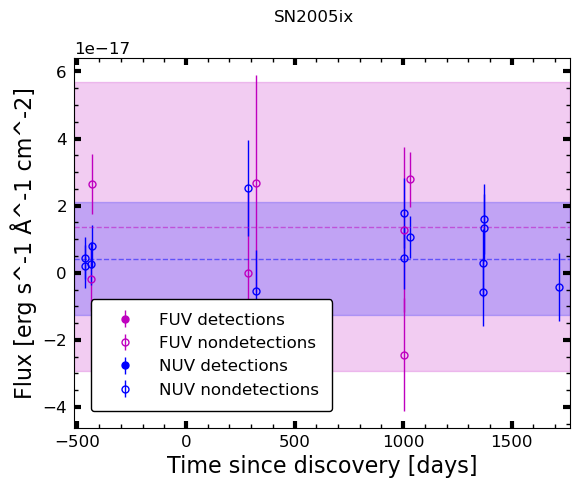 SN2005ix
1e−17
6
4
2
0
−2
−4
Flux [erg s^-1 Å^-1 cm^-2]
FUV detections
FUV nondetections
NUV detections
NUV nondetections
−500 0 500 1000 1500
Time since discovery [days]